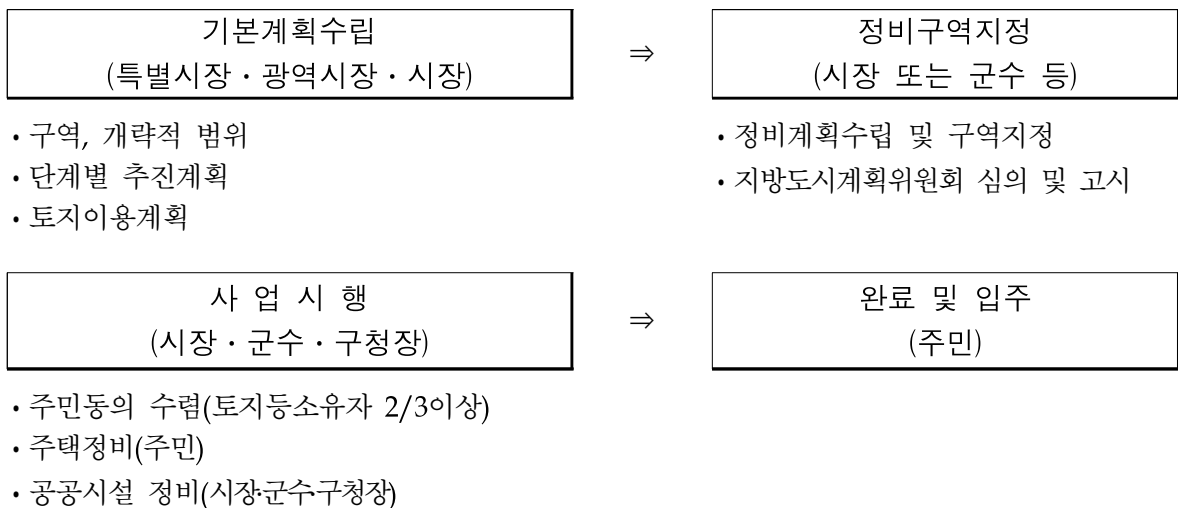 기본계획수립
(특별시장・광역시장・시장)
⇒
정비구역지정
(시장 또는 군수 등)
・구역, 개략적 범위
・단계별 추진계획
・토지이용계획
・정비계획수립 및 구역지정
・지방도시계획위원회 심의 및 고시
사 업 시 행
(시장・군수・구청장)
⇒
완료 및 입주
(주민)
・주민동의 수렴(토지등소유자 2/3이상)
・주택정비(주민)
・공공시설 정비(시장·군수·구청장)